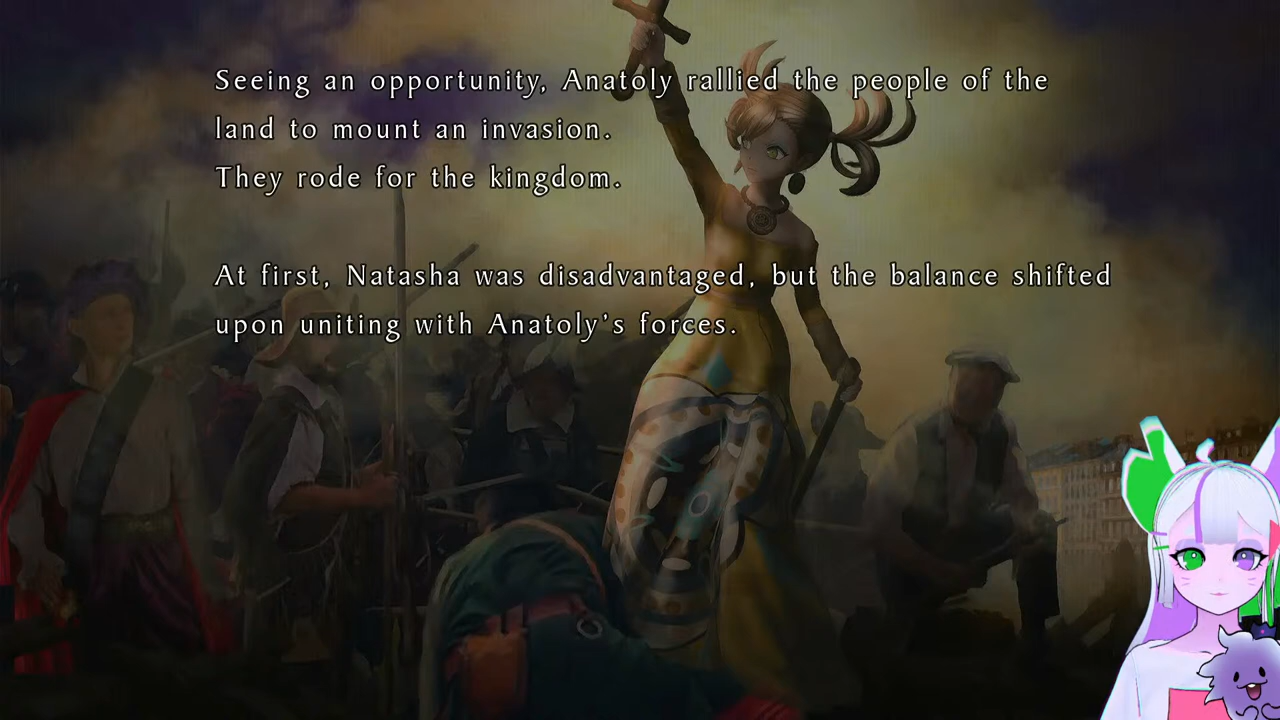 Seeing an opportunity, Anatoly rallied the people of the
land to mount an invasion.
They rode for the kingdom.
At first, Natasha was disadvantaged, but the balance shifted
upon uniting with Anatoly's forces.